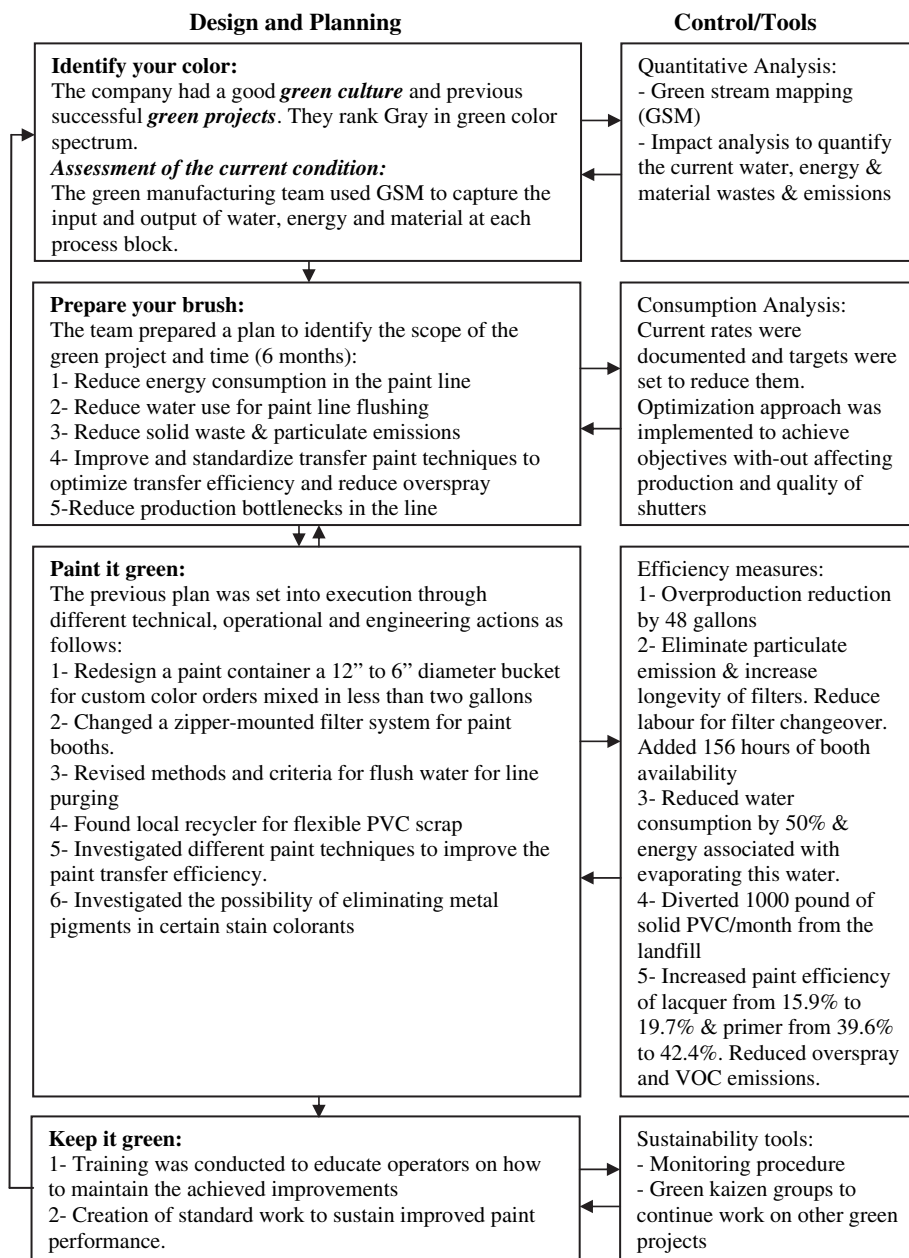 Design and Planning
Control/Tools
Identify your color:
The company had a good green culture and previous
successful green projects. They rank Gray in green color
spectrum.
Assessment of the current condition:
The green manufacturing team used GSM to capture the
input and output of water, energy and material at each
process block.
Quantitative Analysis:
- Green stream mapping
(GSM)
- Impact analysis to quantify
the current water, energy &
material wastes & emissions
Prepare your brush:
The team prepared a plan to identify the scope of the
green project and time (6 months):
1- Reduce energy consumption in the paint line
2- Reduce water use for paint line flushing
3- Reduce solid waste & particulate emissions
4- Improve and standardize transfer paint techniques to
optimize transfer efficiency and reduce overspray
5-Reduce production bottlenecks in the line
Consumption Analysis:
Current rates were
documented and targets were
set to reduce them.
Optimization approach was
implemented to achieve
objectives with-out affecting
production and quality of
shutters
Paint it green:
The previous plan was set into execution through
different technical, operational and engineering actions as
follows:
1- Redesign a paint container a 12” to 6” diameter bucket
for custom color orders mixed in less than two gallons
2- Changed a zipper-mounted filter system for paint
booths.
3- Revised methods and criteria for flush water for line
purging
4- Found local recycler for flexible PVC scrap
5- Investigated different paint techniques to improve the
paint transfer efficiency.
6- Investigated the possibility of eliminating metal
pigments in certain stain colorants
Efficiency measures:
1- Overproduction reduction
by 48 gallons
2- Eliminate particulate
emission & increase
longevity of filters. Reduce
labour for filter changeover.
Added 156 hours of booth
availability
3- Reduced water
consumption by 50% &
energy associated with
evaporating this water.
4- Diverted 1000 pound of
solid PVC/month from the
landfill
5- Increased paint efficiency
of lacquer from 15.9% to
19.7% & primer from 39.6%
to 42.4%. Reduced overspray
and VOC emissions.
Keep it green:
1- Training was conducted to educate operators on how
to maintain the achieved improvements
2- Creation of standard work to sustain improved paint
performance.
Sustainability tools:
- Monitoring procedure
- Green kaizen groups to
continue work on other green
projects